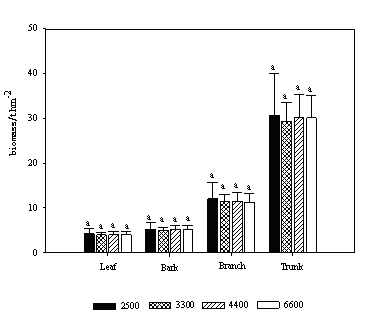 50
40
30
20
10
0
biomass/t hm-2
a a a a
a a a a
a a a a
a a a a
Leaf Bark Branch Trunk
2500 3300 4400 6600